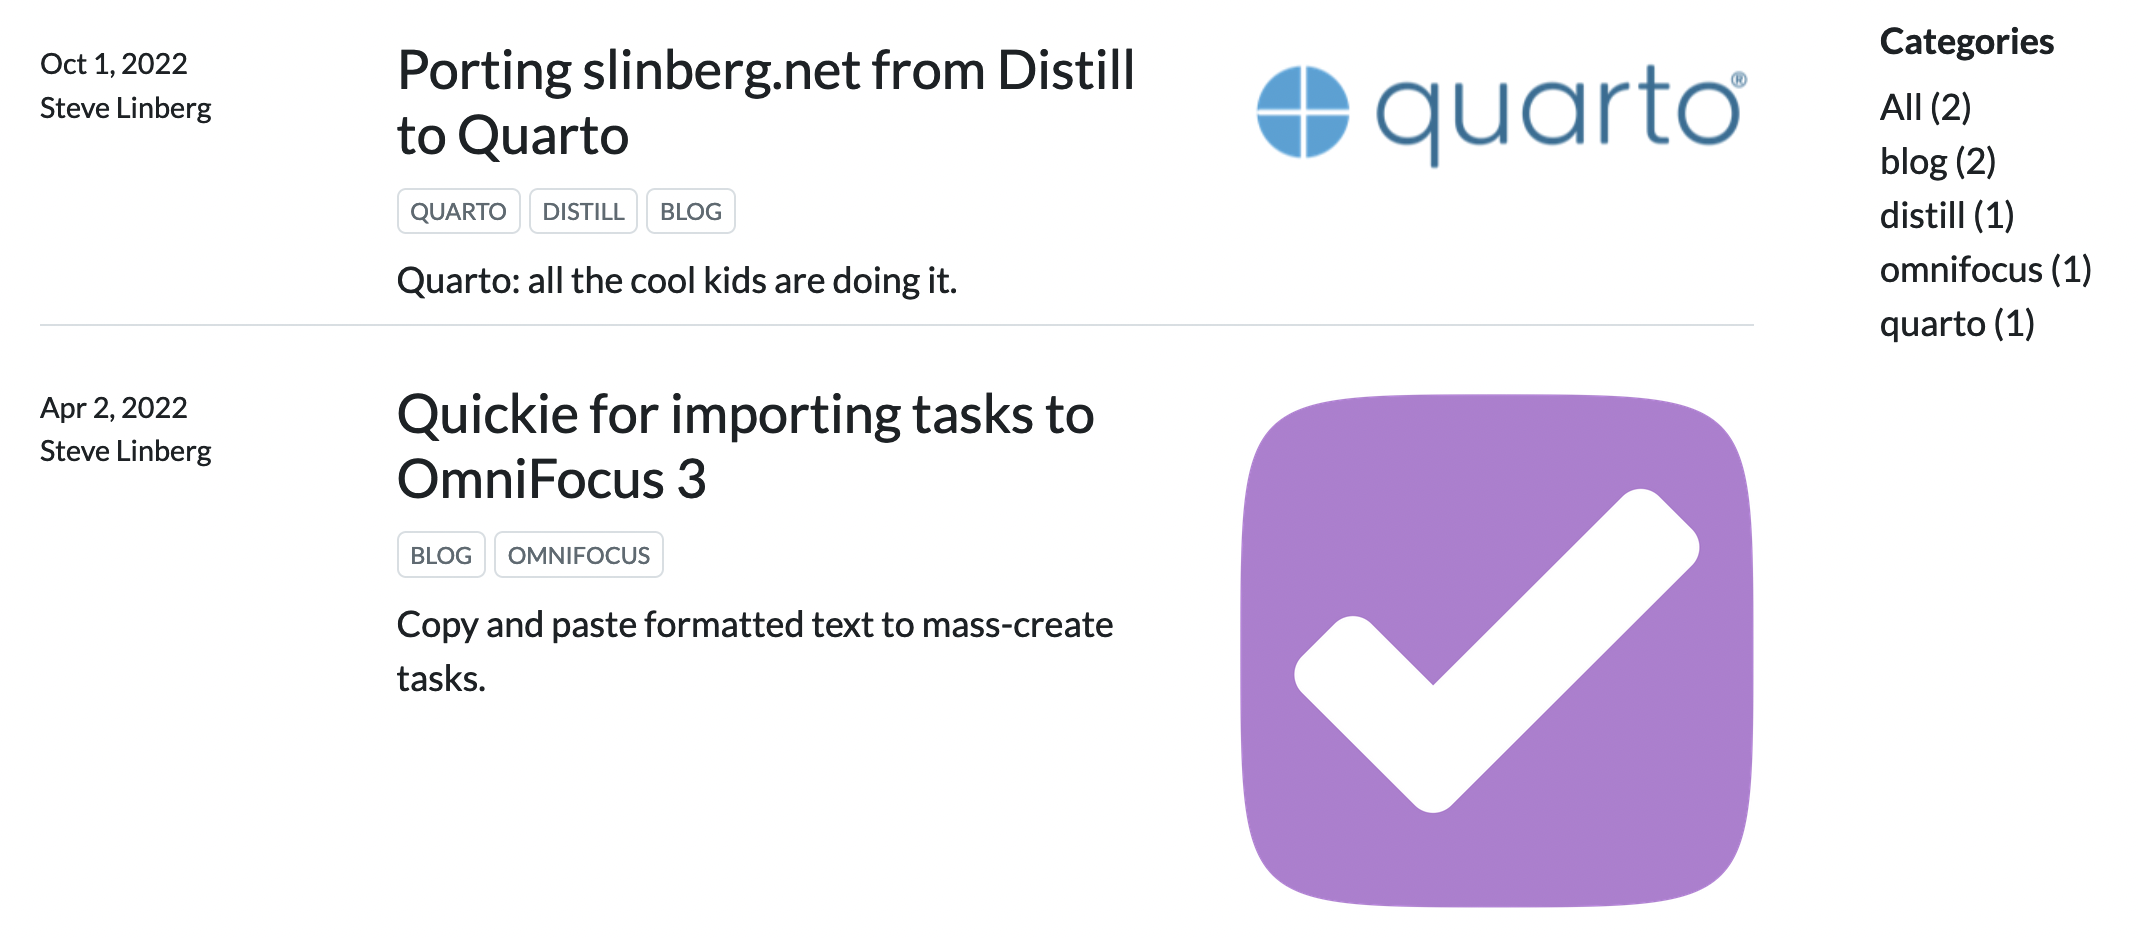 Oct 1, 2022
Steve Linberg
Porting slinberg.net from Distill
to Quarto
QUARTO DISTILL BLOG
Quarto: all the cool kids are doing it.
quarto®
Apr 2, 2022
Steve Linberg
Quickie for importing tasks to
OmniFocus 3
BLOG OMNIFOCUS
Copy and paste formatted text to mass-create
tasks.
Categories
All (2)
blog (2)
distill (1)
omnifocus (1)
quarto (1)